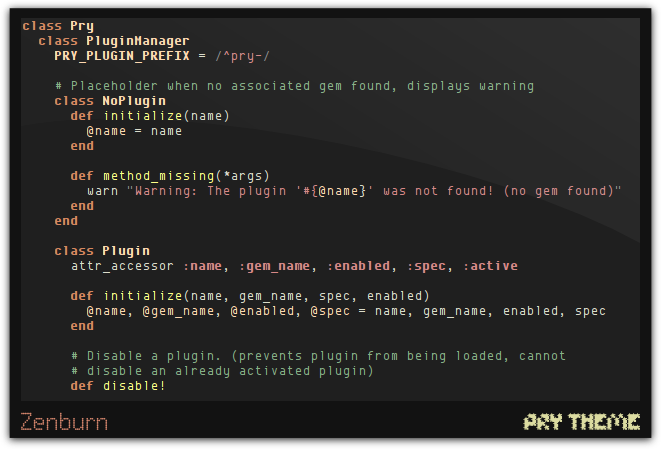 class Pry
  class PluginManager
    PRY_PLUGIN_PREFIX = /^pry-/

    # Placeholder when no associated gem found, displays warning
    class NoPlugin
      def initialize(name)
        @name = name
      end

      def method_missing(*args)
        warn "Warning: The plugin '#{@name}' was not found! (no gem found)"
      end
    end

    class Plugin
      attr_accessor :name, :gem_name, :enabled, :spec, :active

      def initialize(name, gem_name, spec, enabled)
        @name, @gem_name, @enabled, @spec = name, gem_name, enabled, spec
      end

      # Disable a plugin. (prevents plugin from being loaded, cannot
      # disable an already activated plugin)
      def disable!
Zenburn
PRY THEME